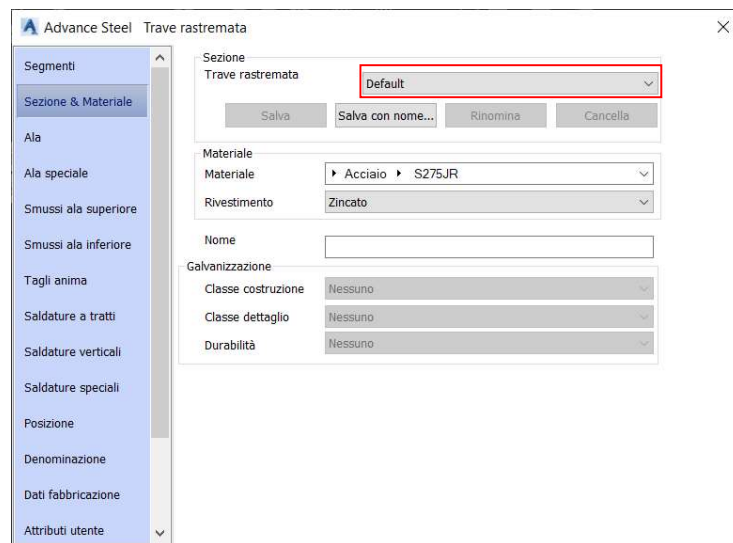 Advance Steel Trave rastremata
Segmenti
Sezione & Materiale
Ala
Ala speciale
Smussi ala superiore
Smussi ala inferiore
Tagli anima
Saldature a tratti
Saldature verticali
Saldature speciali
Posizione
Denominazione
Dati fabbricazione
Attributi utente
Sezione
Trave rastremata Default
Salva Salva con nome... Rinomina Cancella
Materiale
Materiale Acciaio S275JR
Rivestimento Zincato
Nome
Galvanizzazione
Classe costruzione Nessuno
Classe dettaglio Nessuno
Durabilità Nessuno